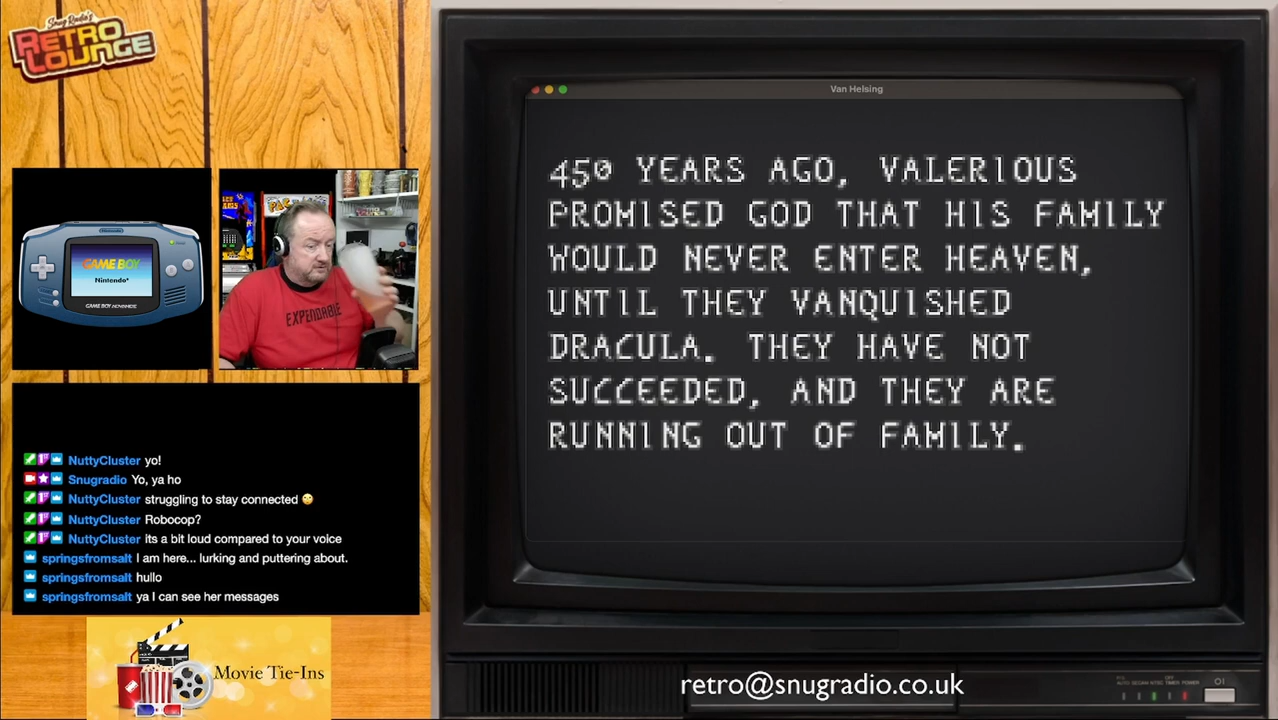 Snug Radio's
RETRO
LOUNGE
GAME BOY
Nintendo
GAME BOY ADVANCE
PAC
EXPENDABLE
NuttyCluster yo!
Snugradio Yo, ya ho
NuttyCluster struggling to stay connected
NuttyCluster Robocop?
NuttyCluster its a bit loud compared to your voice
springsfromsalt I am here... lurking and puttering about.
springsfromsalt hullo
springsfromsalt ya I can see her messages
Movie Tie-Ins
Van Helsing
450 YEARS AGO, VALERIOUS
PROMISED GOD THAT HIS FAMILY
WOULD NEVER ENTER HEAVEN,
UNTIL THEY VANQUISHED
DRACULA. THEY HAVE NOT
SUCCEEDED, AND THEY ARE
RUNNING OUT OF FAMILY.
retro@snugradio.co.uk